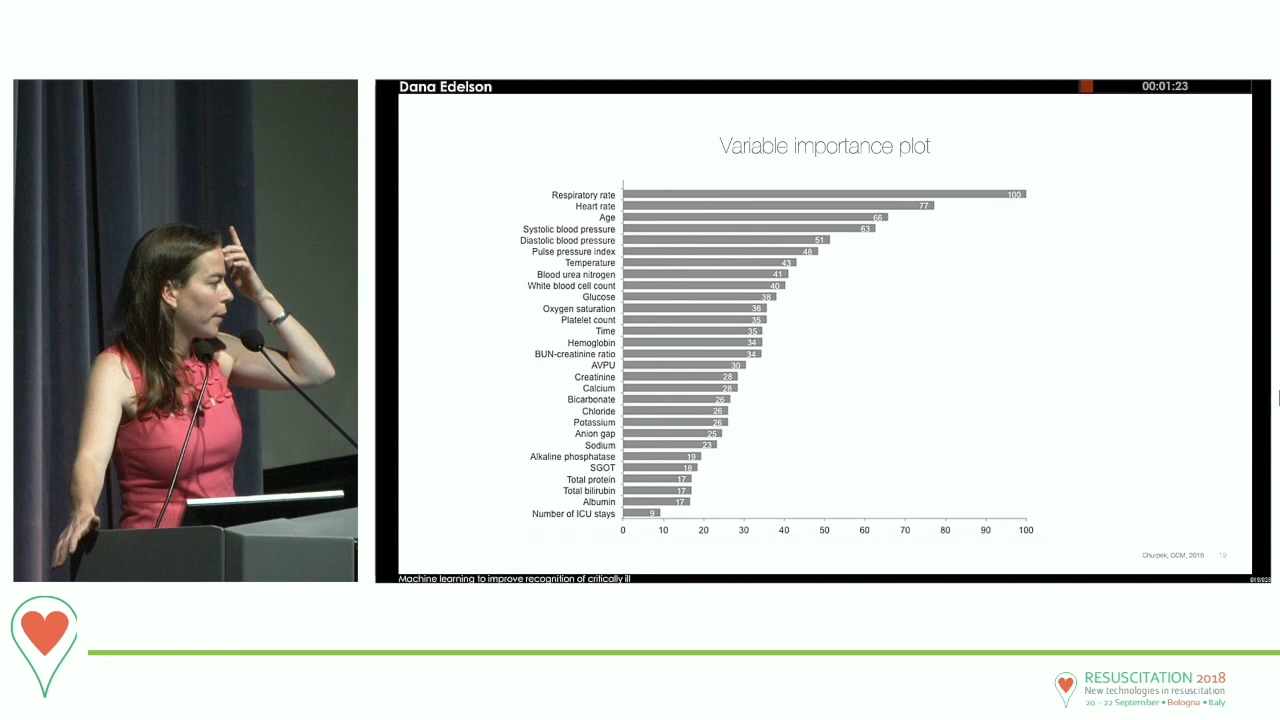 Dana Edelson
00:01:23
Variable importance plot
Respiratory rate 100
Heart rate 77
Age 66
Systolic blood pressure 63
Diastolic blood pressure 51
Pulse pressure index 48
Temperature 43
Blood urea nitrogen 41
White blood cell count 40
Glucose 38
Oxygen saturation 36
Platelet count 35
Time 35
Hemoglobin 34
BUN-creatinine ratio 34
AVPU 30
Creatinine 28
Calcium 28
Bicarbonate 26
Chloride 26
Potassium 26
Anion gap 25
Sodium 23
Alkaline phosphatase 19
SGOT 18
Total protein 17
Total bilirubin 17
Albumin 17
Number of ICU stays 9
0 10 20 30 40 50 60 70 80 90 100
Churpek, CCM, 2016 19
Machine learning to improve recognition of critically ill
RESUSCITATION 2018
New technologies in resuscitation
20 - 22 September • Bologna • Italy